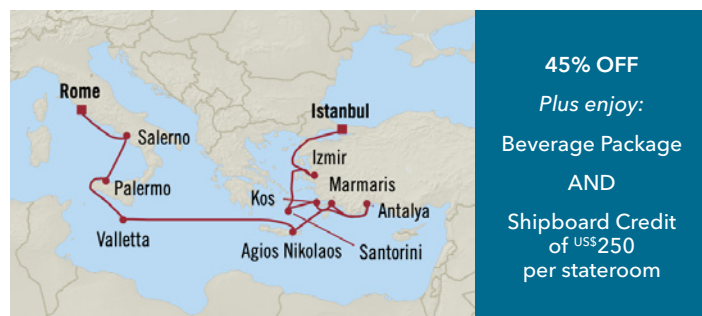 Rome
Istanbul
Salerno
Izmir
Palermo
Marmaris
Kos
Antalya
Valletta
Agios Nikolaos
Santorini
45% OFF
Plus enjoy:
Beverage Package
AND
Shipboard Credit
of US$250
per stateroom